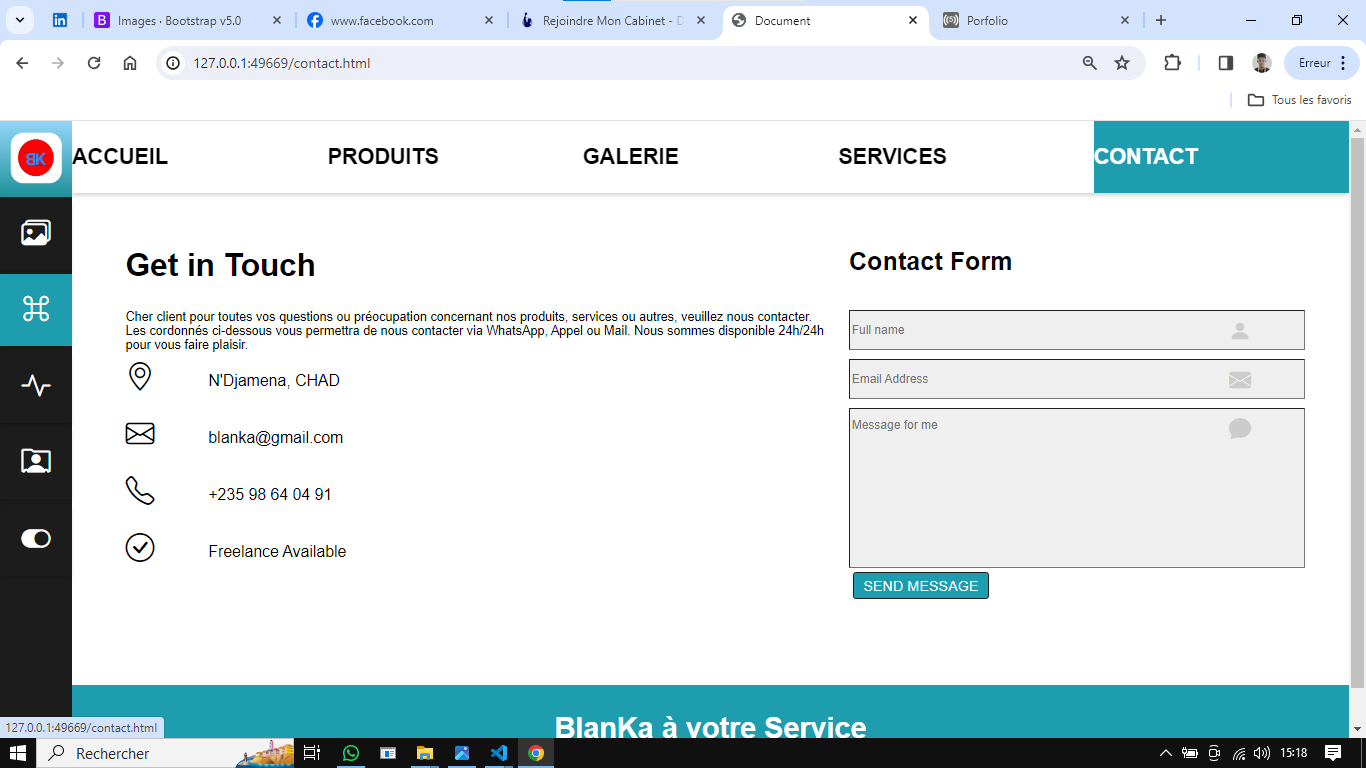 Images · Bootstrap v5.0
www.facebook.com
Rejoindre Mon Cabinet - D
Document
Porfolio
127.0.0.1:49669/contact.html
Erreur
Tous les favoris
BK
ACCUEIL
PRODUITS
GALERIE
SERVICES
CONTACT
Get in Touch
Cher client pour toutes vos questions ou préocupation concernant nos produits, services ou autres, veuillez nous contacter.
Les cordonnés ci-dessous vous permettra de nous contacter via WhatsApp, Appel ou Mail. Nous sommes disponible 24h/24h
pour vous faire plaisir.
N'Djamena, CHAD
blanka@gmail.com
+235 98 64 04 91
Freelance Available
Contact Form
Full name
Email Address
Message for me
SEND MESSAGE
BlanKa à votre Service
127.0.0.1:49669/contact.html
Rechercher
15:18